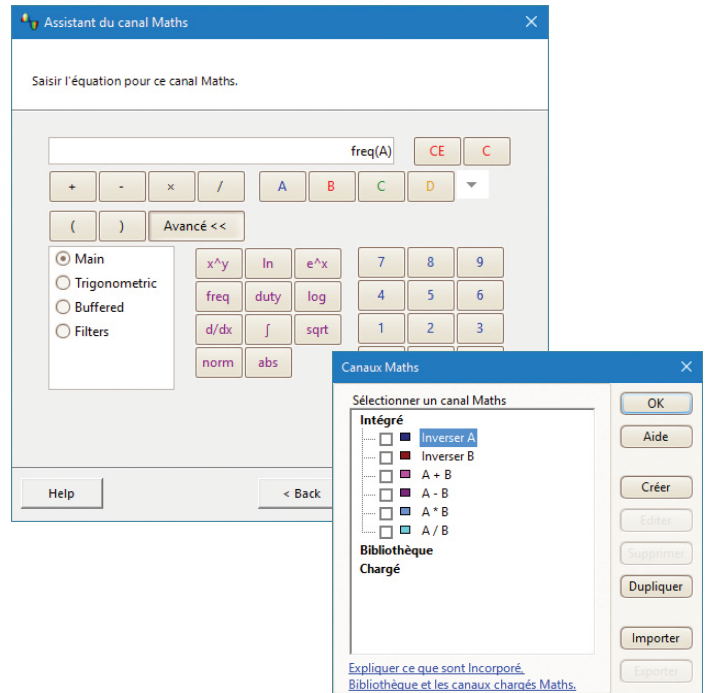 Assistant du canal Maths
Saisir l'équation pour ce canal Maths.
freq(A) CE C
+ - × / A B C D
( ) Avancé <<
Main
Trigonometric
Buffered
Filters
x^y ln e^x 7 8 9
freq duty log 4 5 6
d/dx ∫ sqrt 1 2 3
norm abs
Help < Back
Canaux Maths
Sélectionner un canal Maths
Intégré
Inverser A
Inverser B
A + B
A - B
A * B
A / B
Bibliothèque
Chargé
Expliquer ce que sont Incorporé,
Bibliothèque et les canaux chargés Maths.
OK
Aide
Créer
Editer
Supprimer
Dupliquer
Importer
Exporter